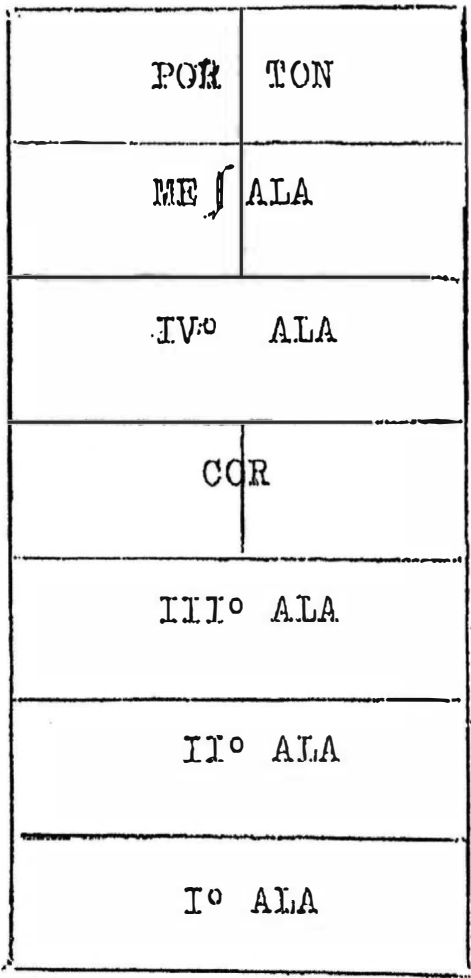 POR TON
ME ∫ ALA
IVº ALA
COR
IIIº ALA
IIº ALA
Iº ALA